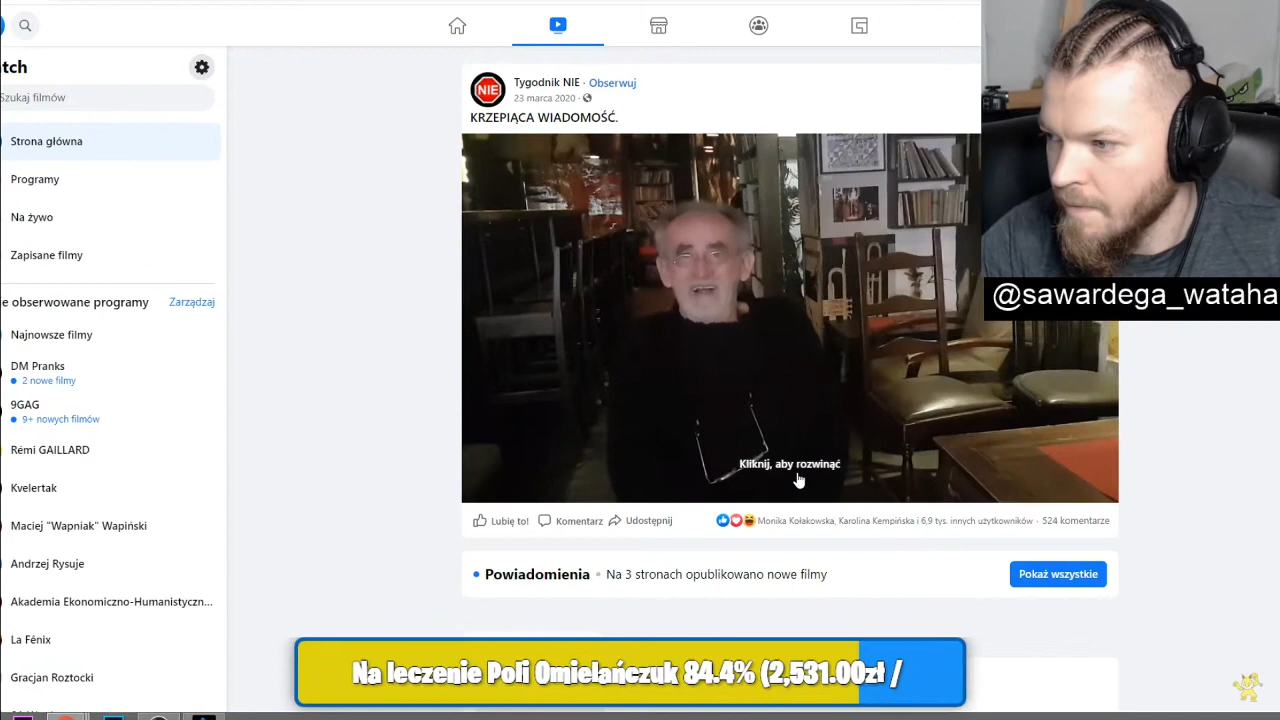 tch
Szukaj filmów
Strona główna
Programy
Na żywo
Zapisane filmy
e obserwowane programy Zarządzaj
Najnowsze filmy
DM Pranks
2 nowe filmy
9GAG
9+ nowych filmów
Rémi GAILLARD
Kvelertak
Maciej "Wapniak" Wapiński
Andrzej Rysuje
Akademia Ekonomiczno-Humanistyczn...
La Fénix
Gracjan Roztocki
NIE
Tygodnik NIE · Obserwuj
23 marca 2020 ·
KRZEPIĄCA WIADOMOŚĆ.
Kliknij, aby rozwinąć
Lubię to! Komentarz Udostępnij
Monika Kołakowska, Karolina Kempińska i 6,9 tys. innych użytkowników · 524 komentarze
Powiadomienia • Na 3 stronach opublikowano nowe filmy
Pokaż wszystkie
@sawardega_wataha
Na leczenie Poli Omielańczuk 84.4% (2,531.00zł /